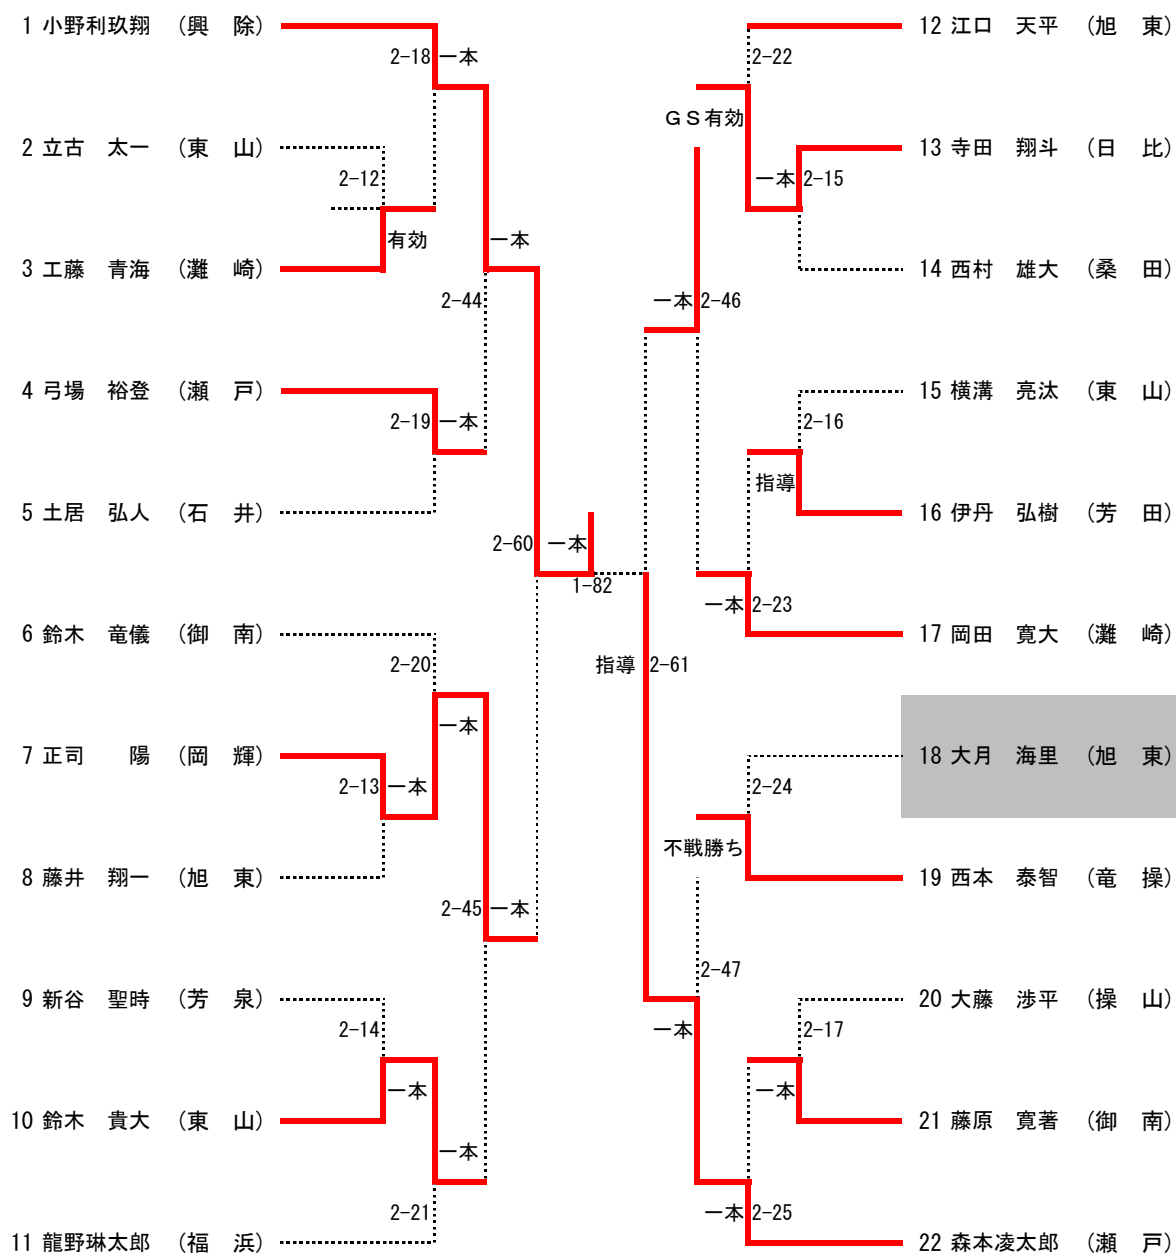 1 小野利玖翔 （興 除）
2-18 一本
2 立古 太一 （東 山）
2-12
有効
3 工藤 青海 （灘 崎）
一本
2-44
4 弓場 裕登 （瀬 戸）
2-19 一本
5 土居 弘人 （石 井）
2-60 一本
1-82
6 鈴木 竜儀 （御 南）
2-20
一本
7 正司 陽 （岡 輝）
2-13 一本
8 藤井 翔一 （旭 東）
2-45 一本
9 新谷 聖時 （芳 泉）
2-14
一本
10 鈴木 貴大 （東 山）
一本
2-21
11 龍野琳太郎 （福 浜）
12 江口 天平 （旭 東）
2-22
ＧＳ有効
13 寺田 翔斗 （日 比）
一本 2-15
14 西村 雄大 （桑 田）
一本 2-46
15 横溝 亮汰 （東 山）
2-16
指導
16 伊丹 弘樹 （芳 田）
一本 2-23
17 岡田 寛大 （灘 崎）
指導 2-61
18 大月 海里 （旭 東）
2-24
不戦勝ち
19 西本 泰智 （竜 操）
2-47
一本
20 大藤 渉平 （操 山）
2-17
一本
21 藤原 寛著 （御 南）
一本 2-25
22 森本凌太郎 （瀬 戸）